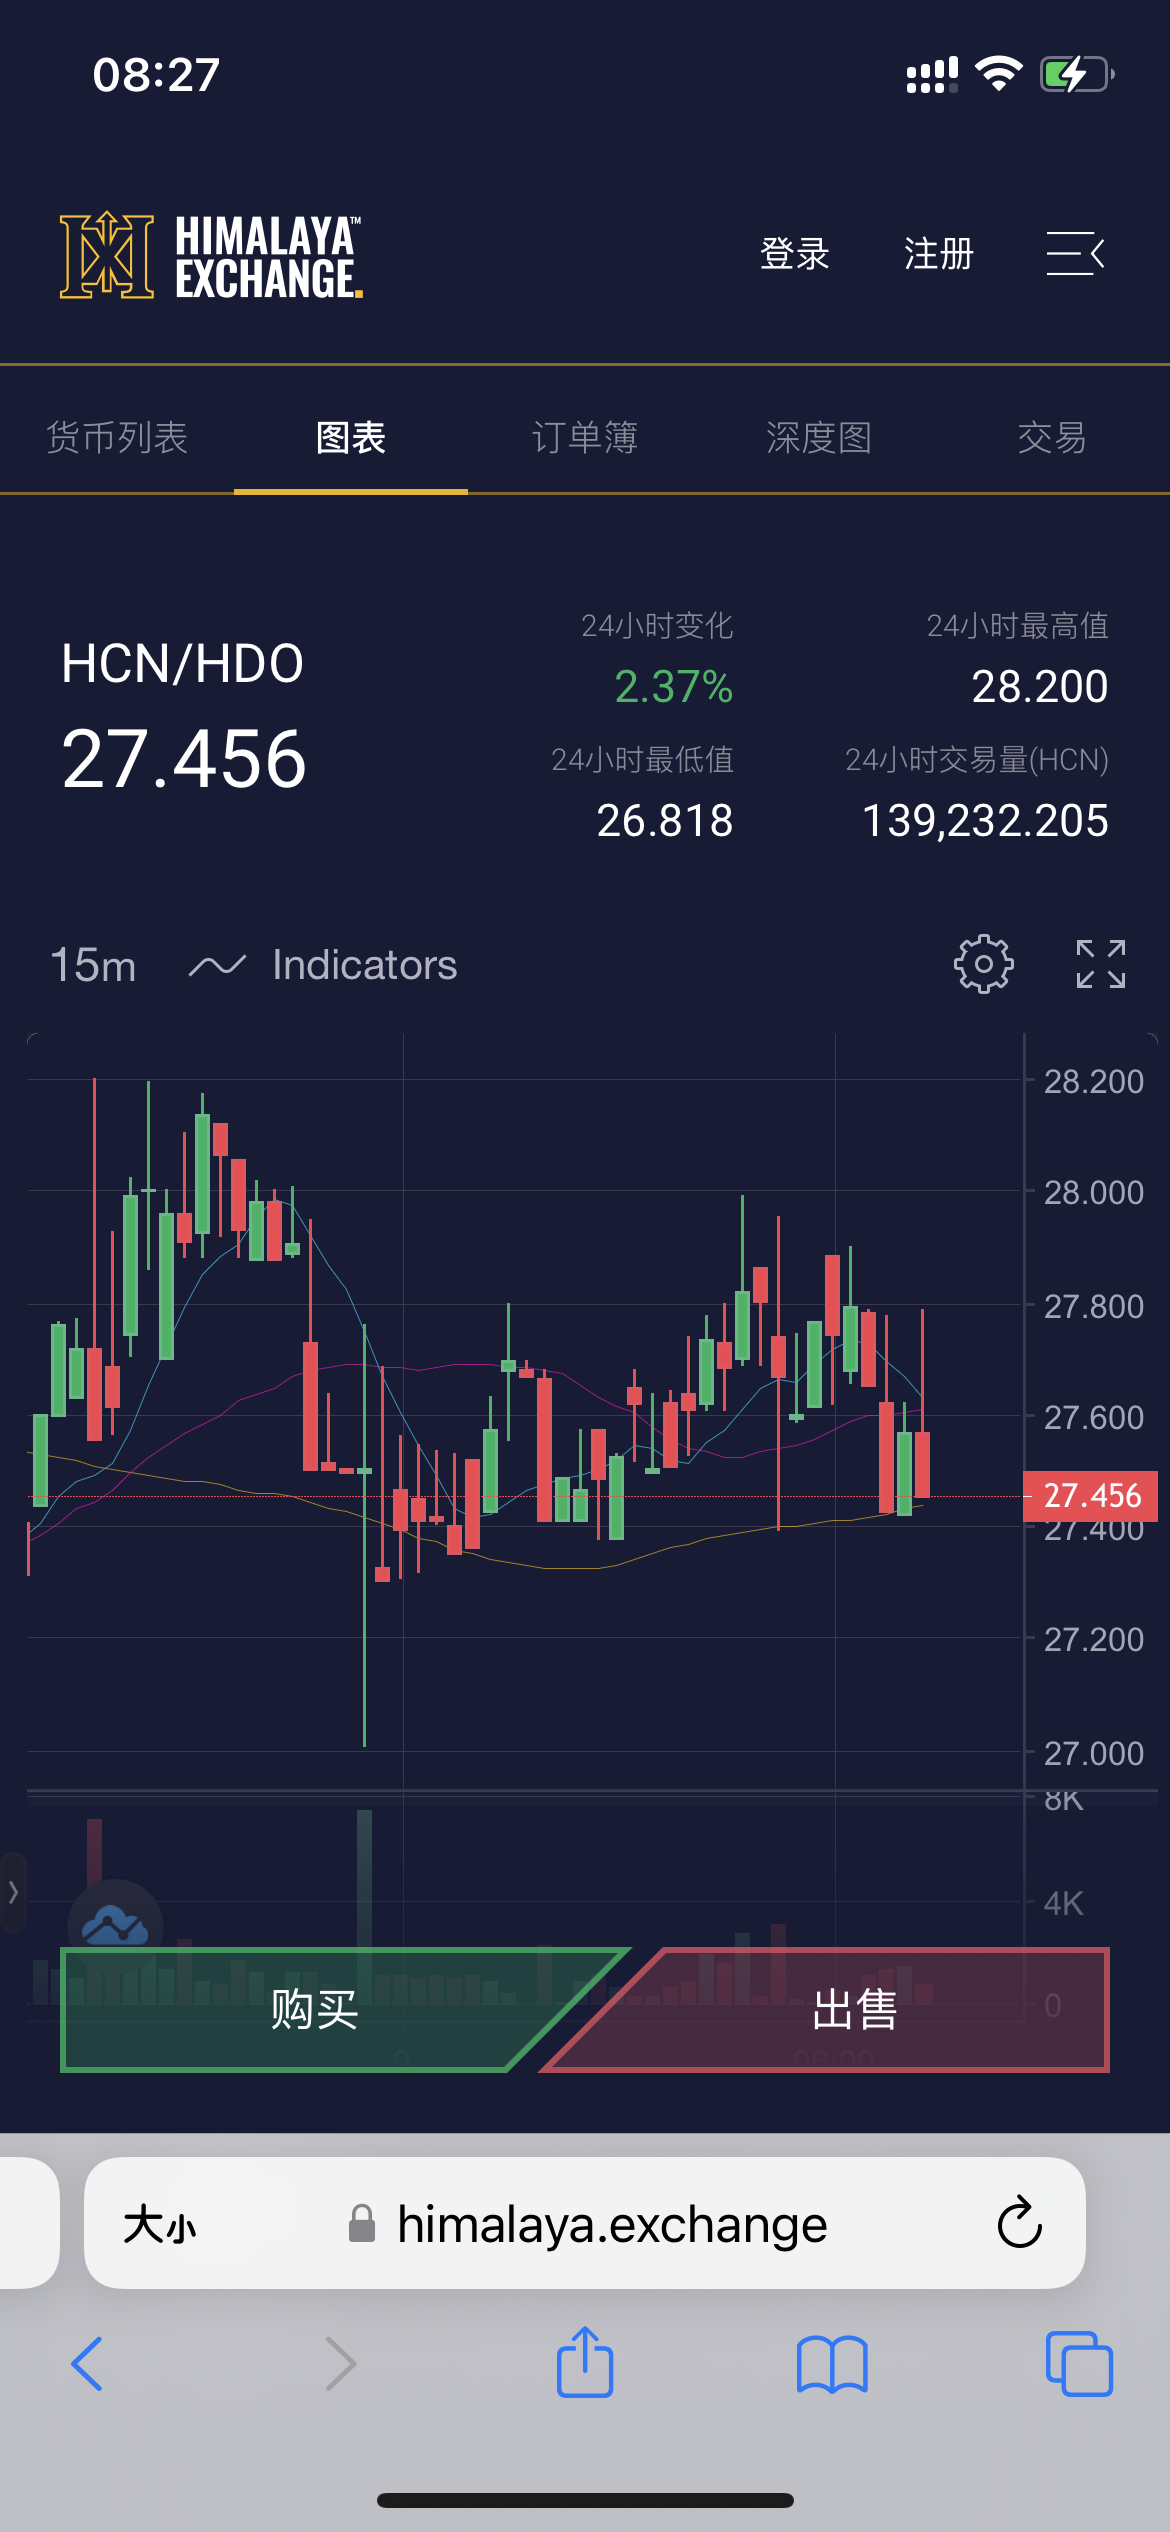 08:27
HIMALAYA™
EXCHANGE.
登录
注册
货币列表
图表
订单簿
深度图
交易
HCN/HDO
27.456
24小时变化
2.37%
24小时最高值
28.200
24小时最低值
26.818
24小时交易量(HCN)
139,232.205
15m
Indicators
28.200
28.000
27.800
27.600
27.456
27.400
27.200
27.000
8K
4K
0
购买
出售
06:00
大小
himalaya.exchange